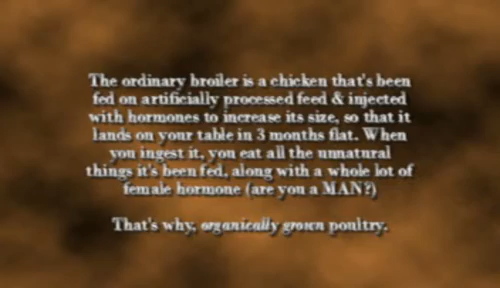 The ordinary broiler is a chicken that's been
fed on artificially processed feed & injected
with hormones to increase its size, so that it
lands on your table in 3 months flat. When
you ingest it, you eat all the unnatural
things it's been fed, along with a whole lot of
female hormone (are you a MAN?)
That's why, organically grown poultry.